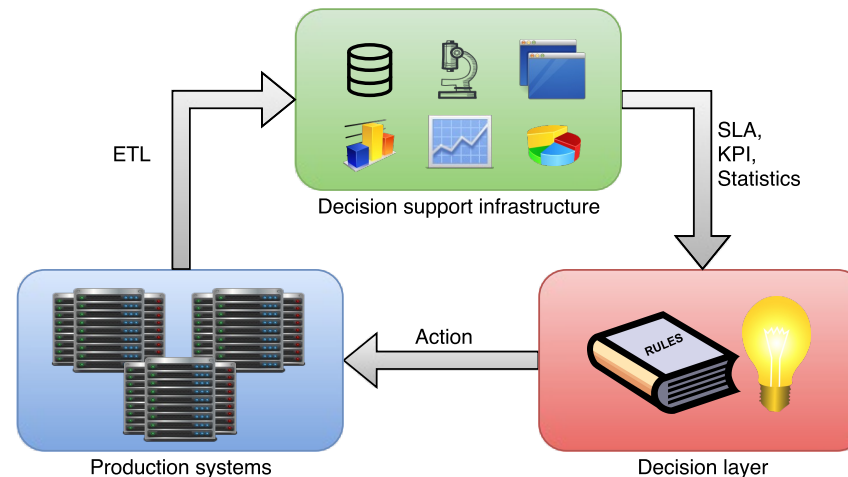 ETL
SLA,
KPI,
Statistics
Decision support infrastructure
Action
RULES
Production systems
Decision layer